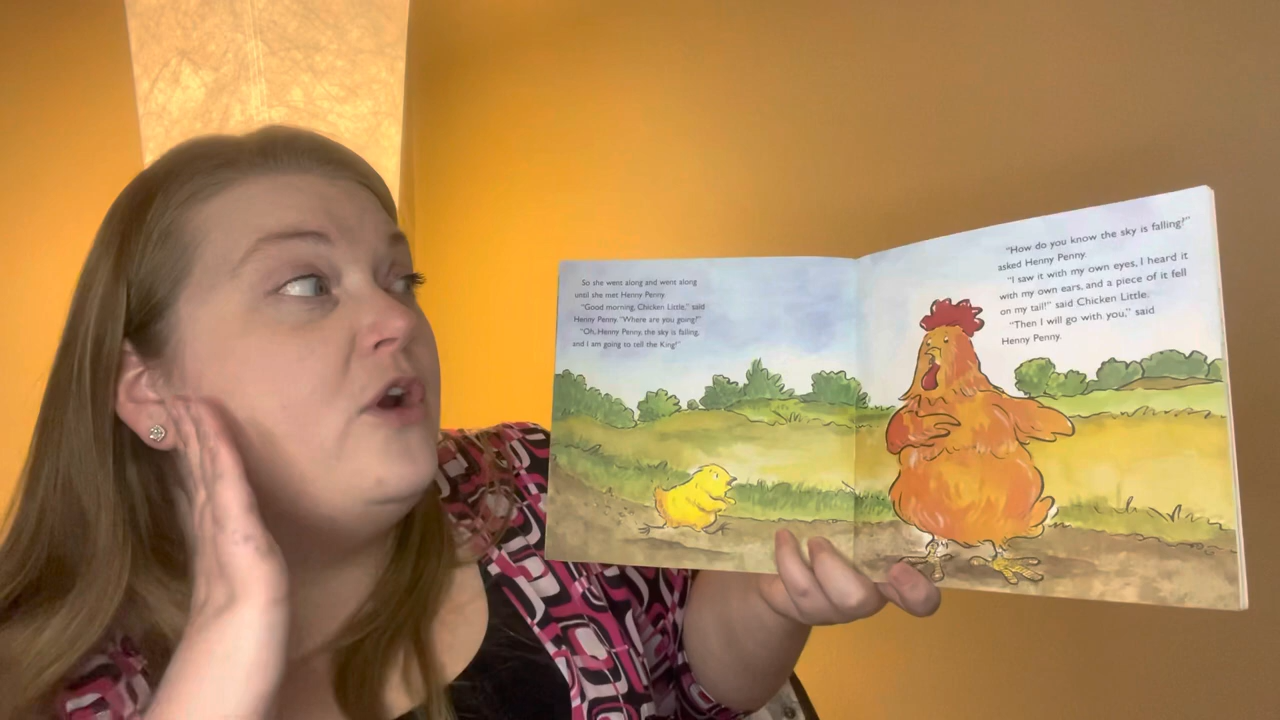 So she went along and went along
until she met Henny Penny.
"Good morning, Chicken Little," said
Henny Penny. "Where are you going?"
"Oh, Henny Penny, the sky is falling,
and I am going to tell the King!"
"How do you know the sky is falling?"
asked Henny Penny.
"I saw it with my own eyes, I heard it
with my own ears, and a piece of it fell
on my tail!" said Chicken Little.
"Then I will go with you," said
Henny Penny.